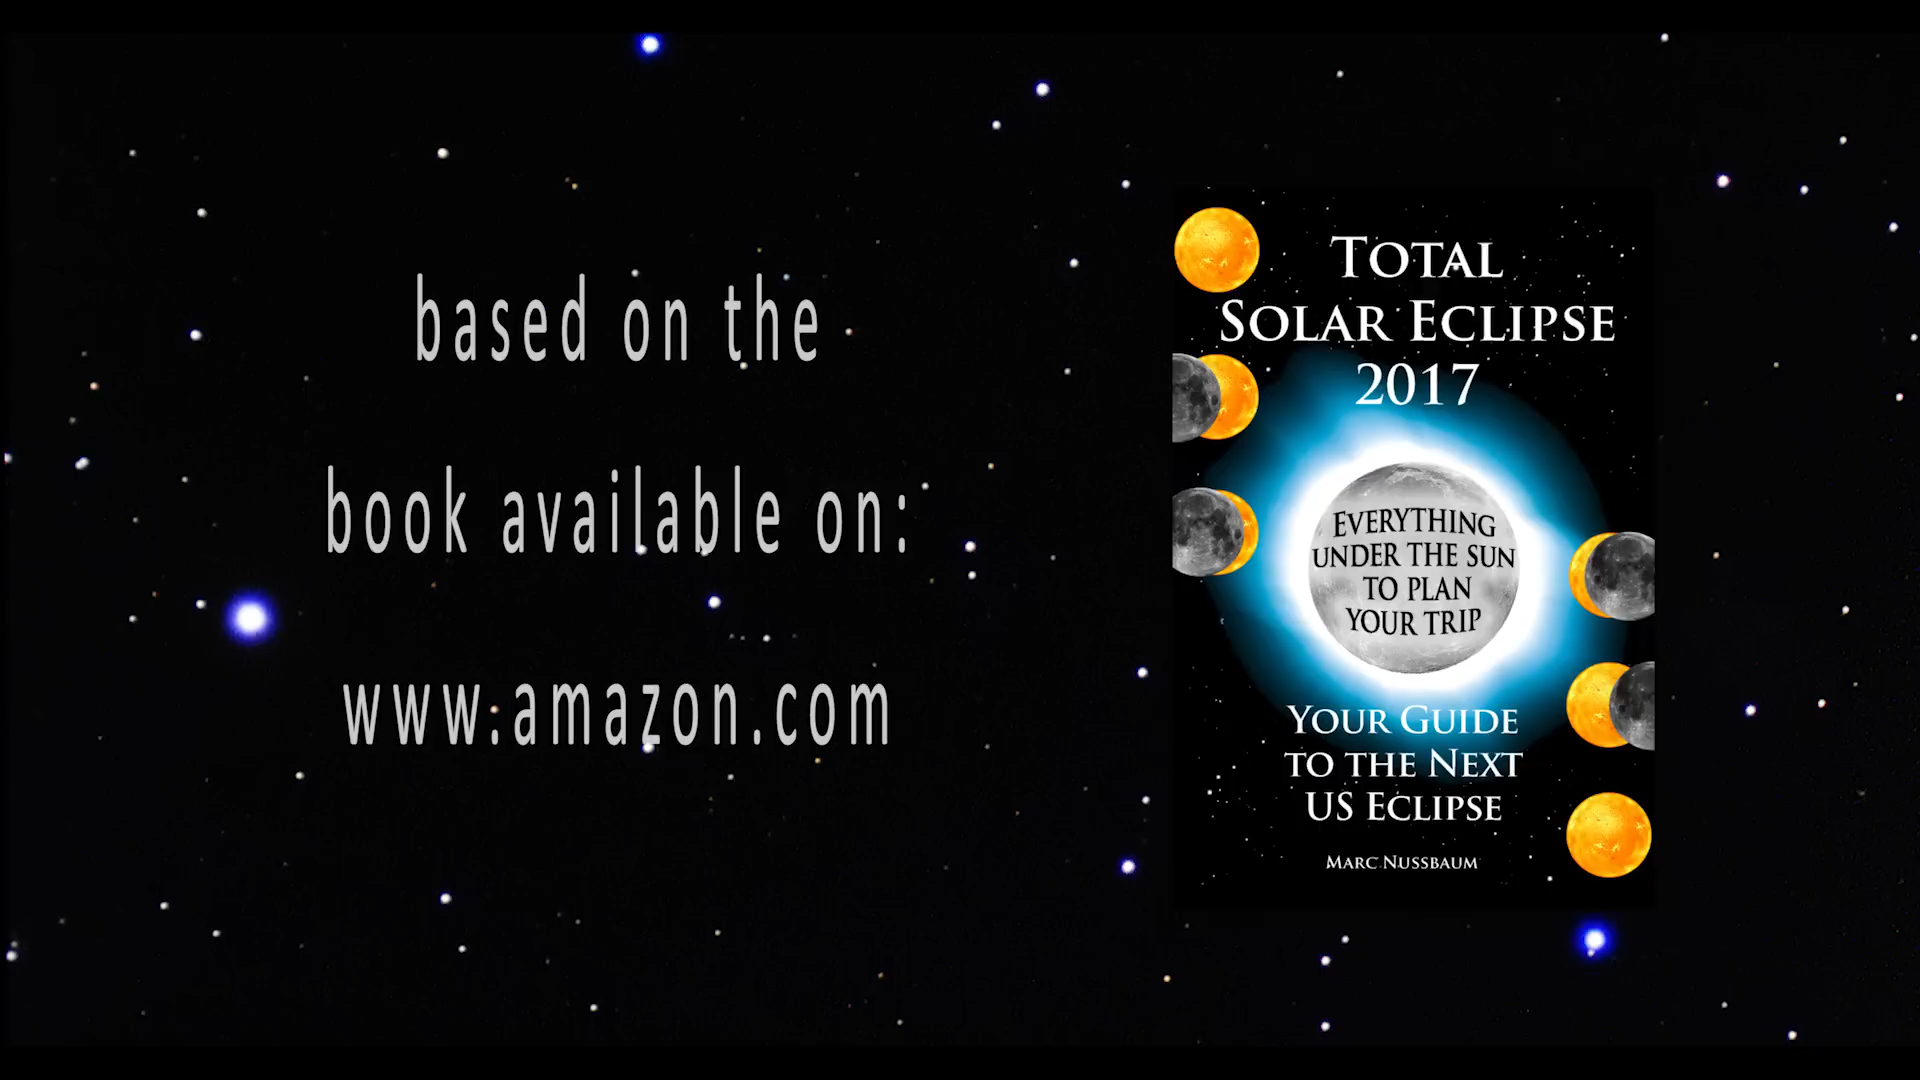 based on the
book available on:
www.amazon.com
TOTAL
SOLAR ECLIPSE
2017
EVERYTHING
UNDER THE SUN
TO PLAN
YOUR TRIP
YOUR GUIDE
TO THE NEXT
US ECLIPSE
MARC NUSSBAUM